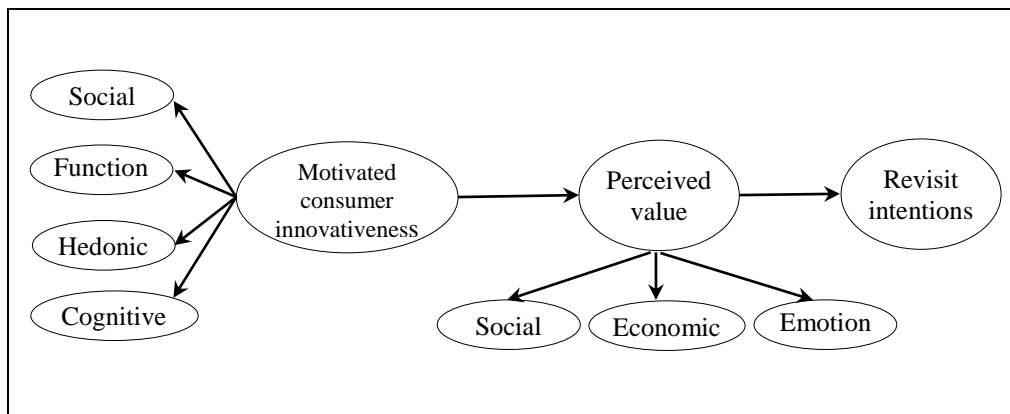 Social
Function
Hedonic
Cognitive
Motivated
consumer
innovativeness
Perceived
value
Revisit
intentions
Social
Economic
Emotion